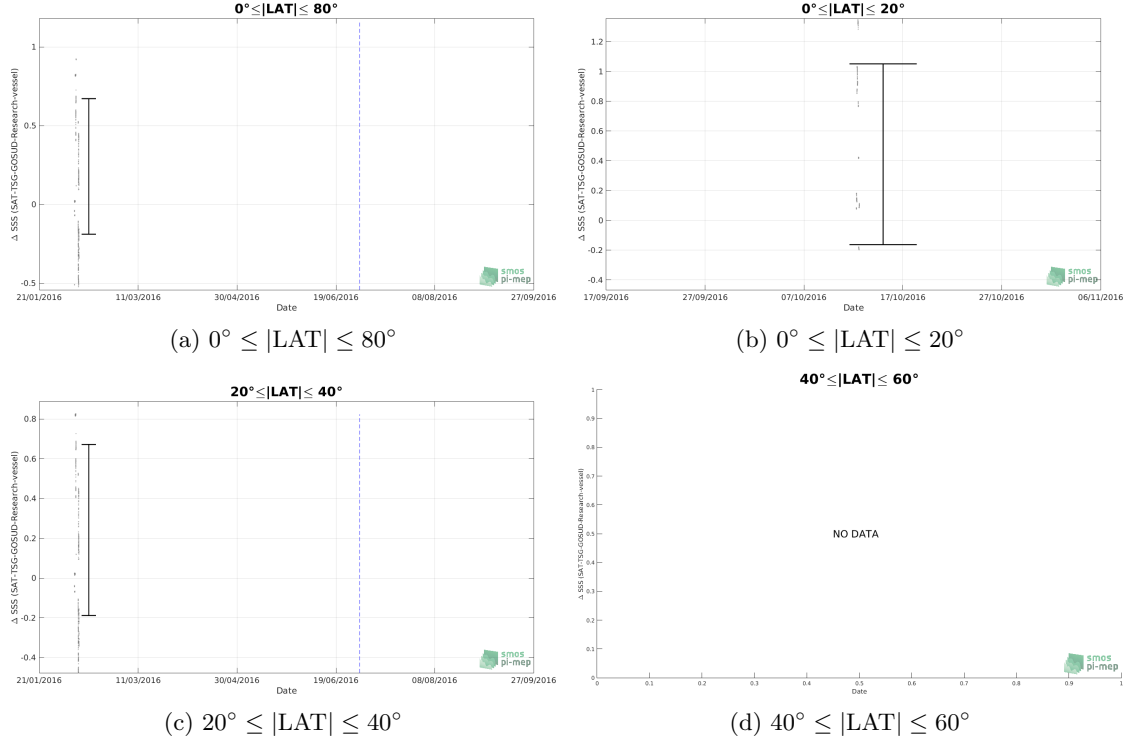 0°≤|LAT|≤ 80°
Δ SSS (SAT-TSG-GOSUD-Research-vessel)
1
0.5
0
-0.5
21/01/2016 11/03/2016 30/04/2016 19/06/2016 08/08/2016 27/09/2016
Date
smos
pi-mep
(a) 0° ≤ |LAT| ≤ 80°
0°≤|LAT|≤ 20°
Δ SSS (SAT-TSG-GOSUD-Research-vessel)
1.2
1
0.8
0.6
0.4
0.2
0
-0.2
-0.4
17/09/2016 27/09/2016 07/10/2016 17/10/2016 27/10/2016 06/11/2016
Date
smos
pi-mep
(b) 0° ≤ |LAT| ≤ 20°
20°≤|LAT|≤ 40°
Δ SSS (SAT-TSG-GOSUD-Research-vessel)
0.8
0.6
0.4
0.2
0
-0.2
-0.4
21/01/2016 11/03/2016 30/04/2016 19/06/2016 08/08/2016 27/09/2016
Date
smos
pi-mep
(c) 20° ≤ |LAT| ≤ 40°
40°≤|LAT|≤ 60°
Δ SSS (SAT-TSG-GOSUD-Research-vessel)
1
0.9
0.8
0.7
0.6
0.5
0.4
0.3
0.2
0.1
0
NO DATA
0 0.1 0.2 0.3 0.4 0.5 0.6 0.7 0.8 0.9 1
Date
smos
pi-mep
(d) 40° ≤ |LAT| ≤ 60°